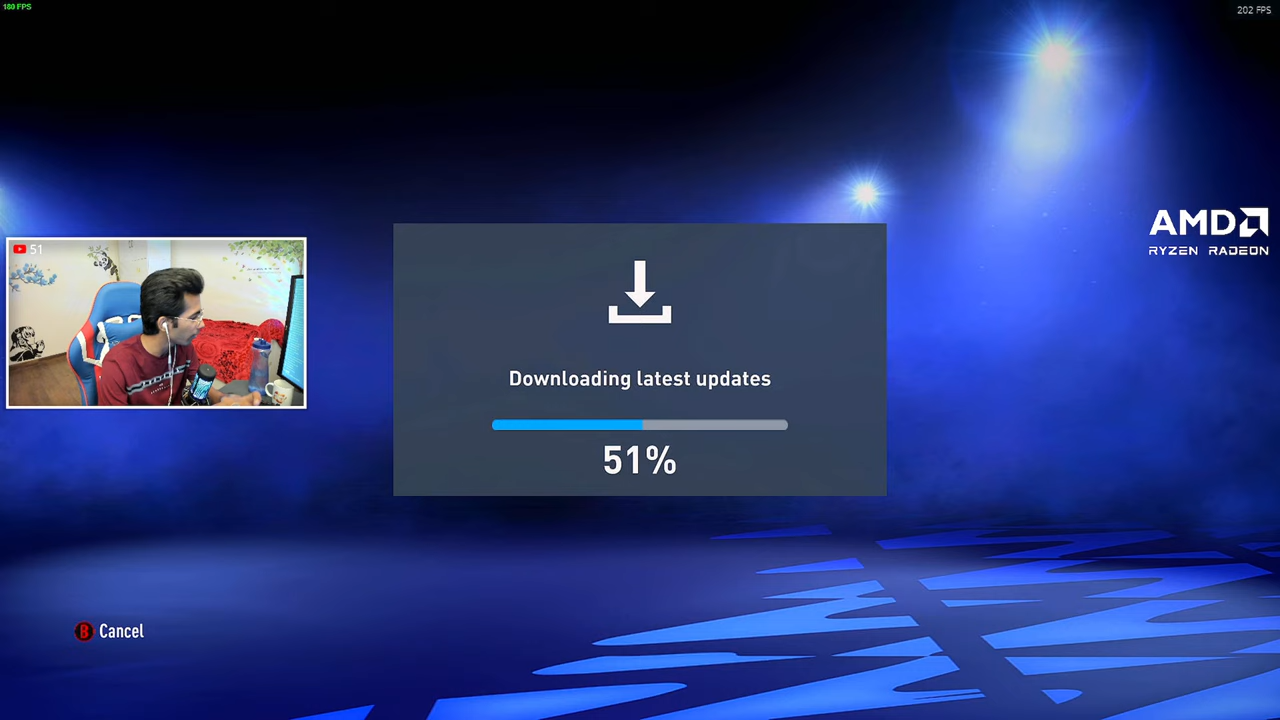 180 FPS
202 FPS
AMD
RYZEN RADEON
51
Downloading latest updates
51%
B Cancel